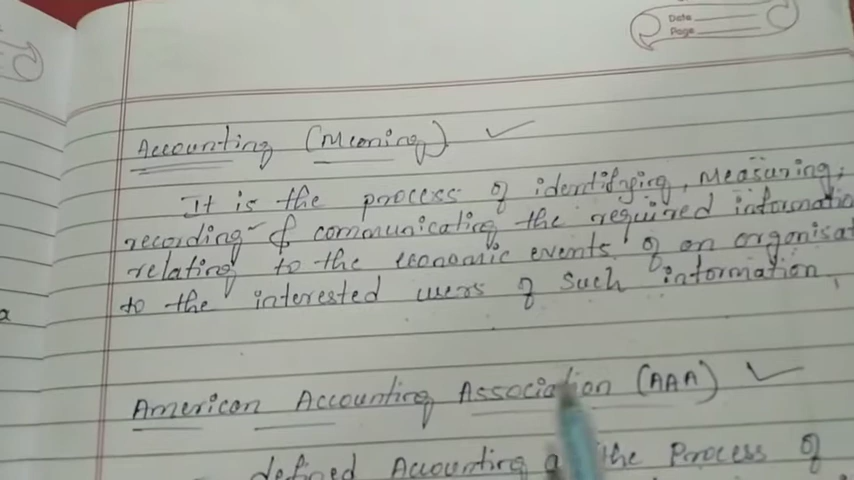 Date
Page
Accounting (Meaning)
It is the process of identifying, Measuring,
recording & communicating the required informatio
relating to the economic events of an organisat
to the interested users of such information.
a
American Accounting Association (AAA)
defined Accounting a the Process of